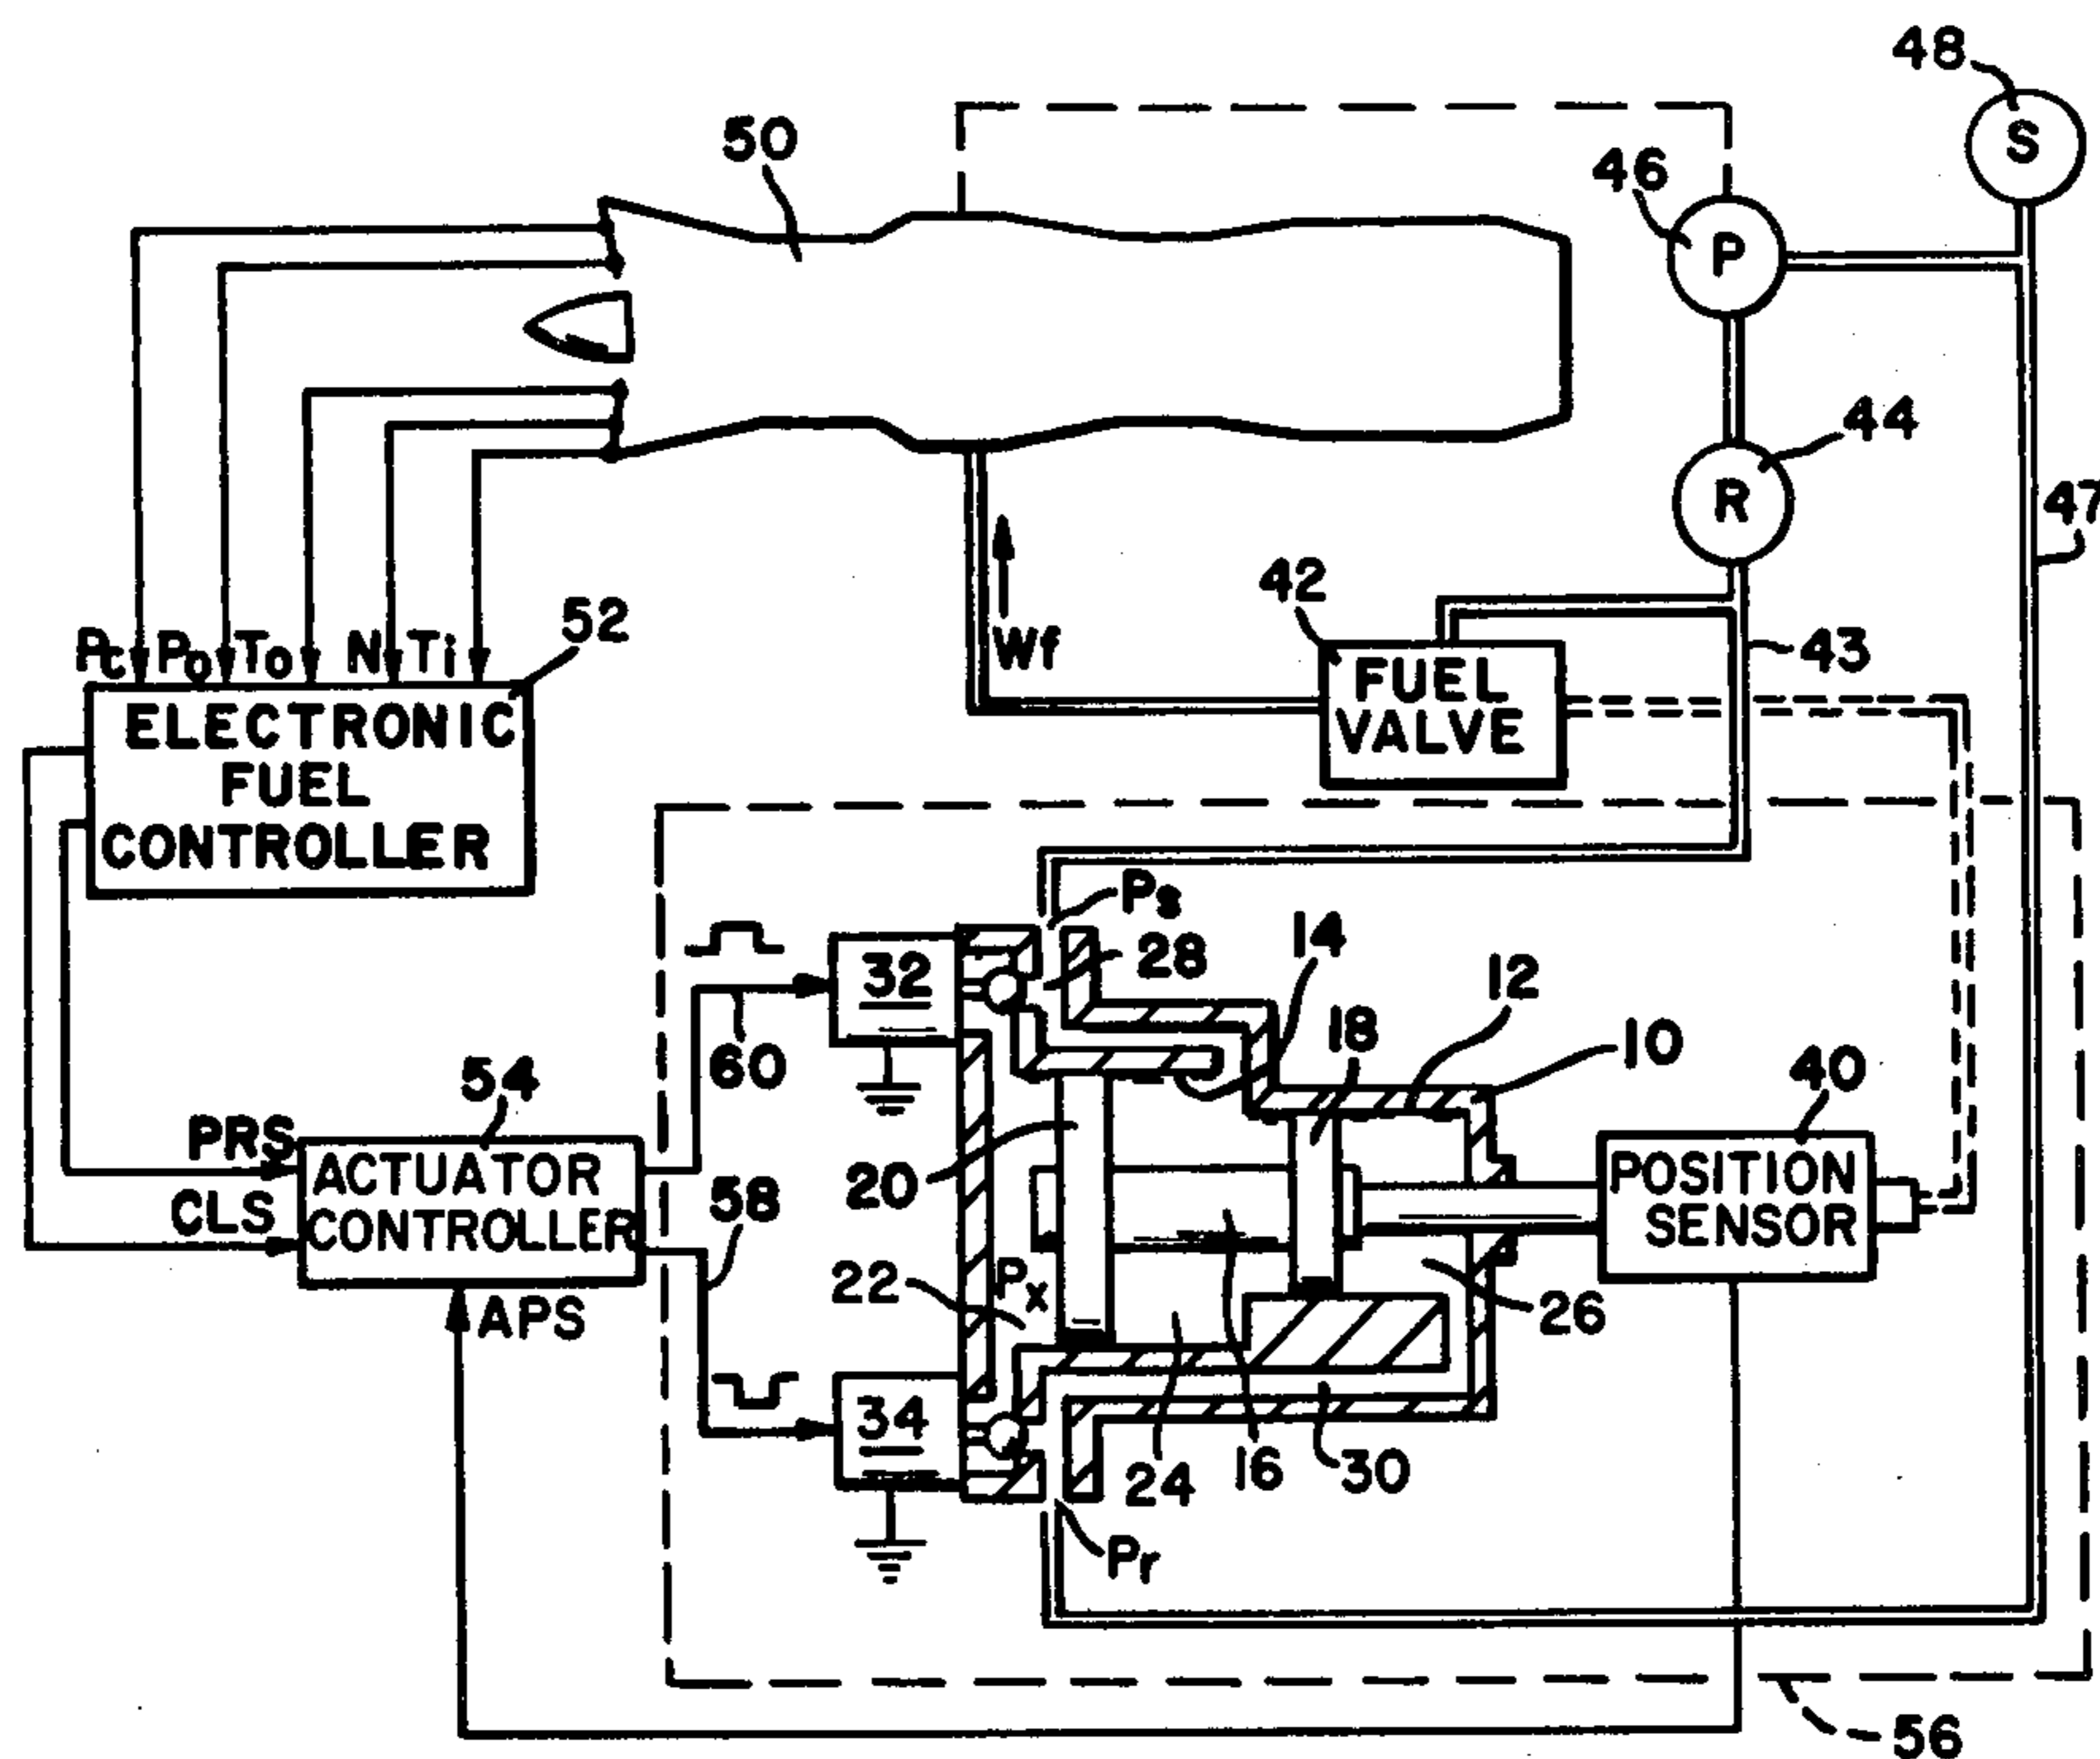 48
S
50
46
P
44
R
47
42
Wf
43
52
Pc Po To N Ti
FUEL
VALVE
ELECTRONIC
FUEL
CONTROLLER
Ps
28
14
12
32
18
10
60
40
54
PRS
20
ACTUATOR
CONTROLLER
58
POSITION
SENSOR
CLS
22
Px
26
APS
34
24
16
30
Pr
56